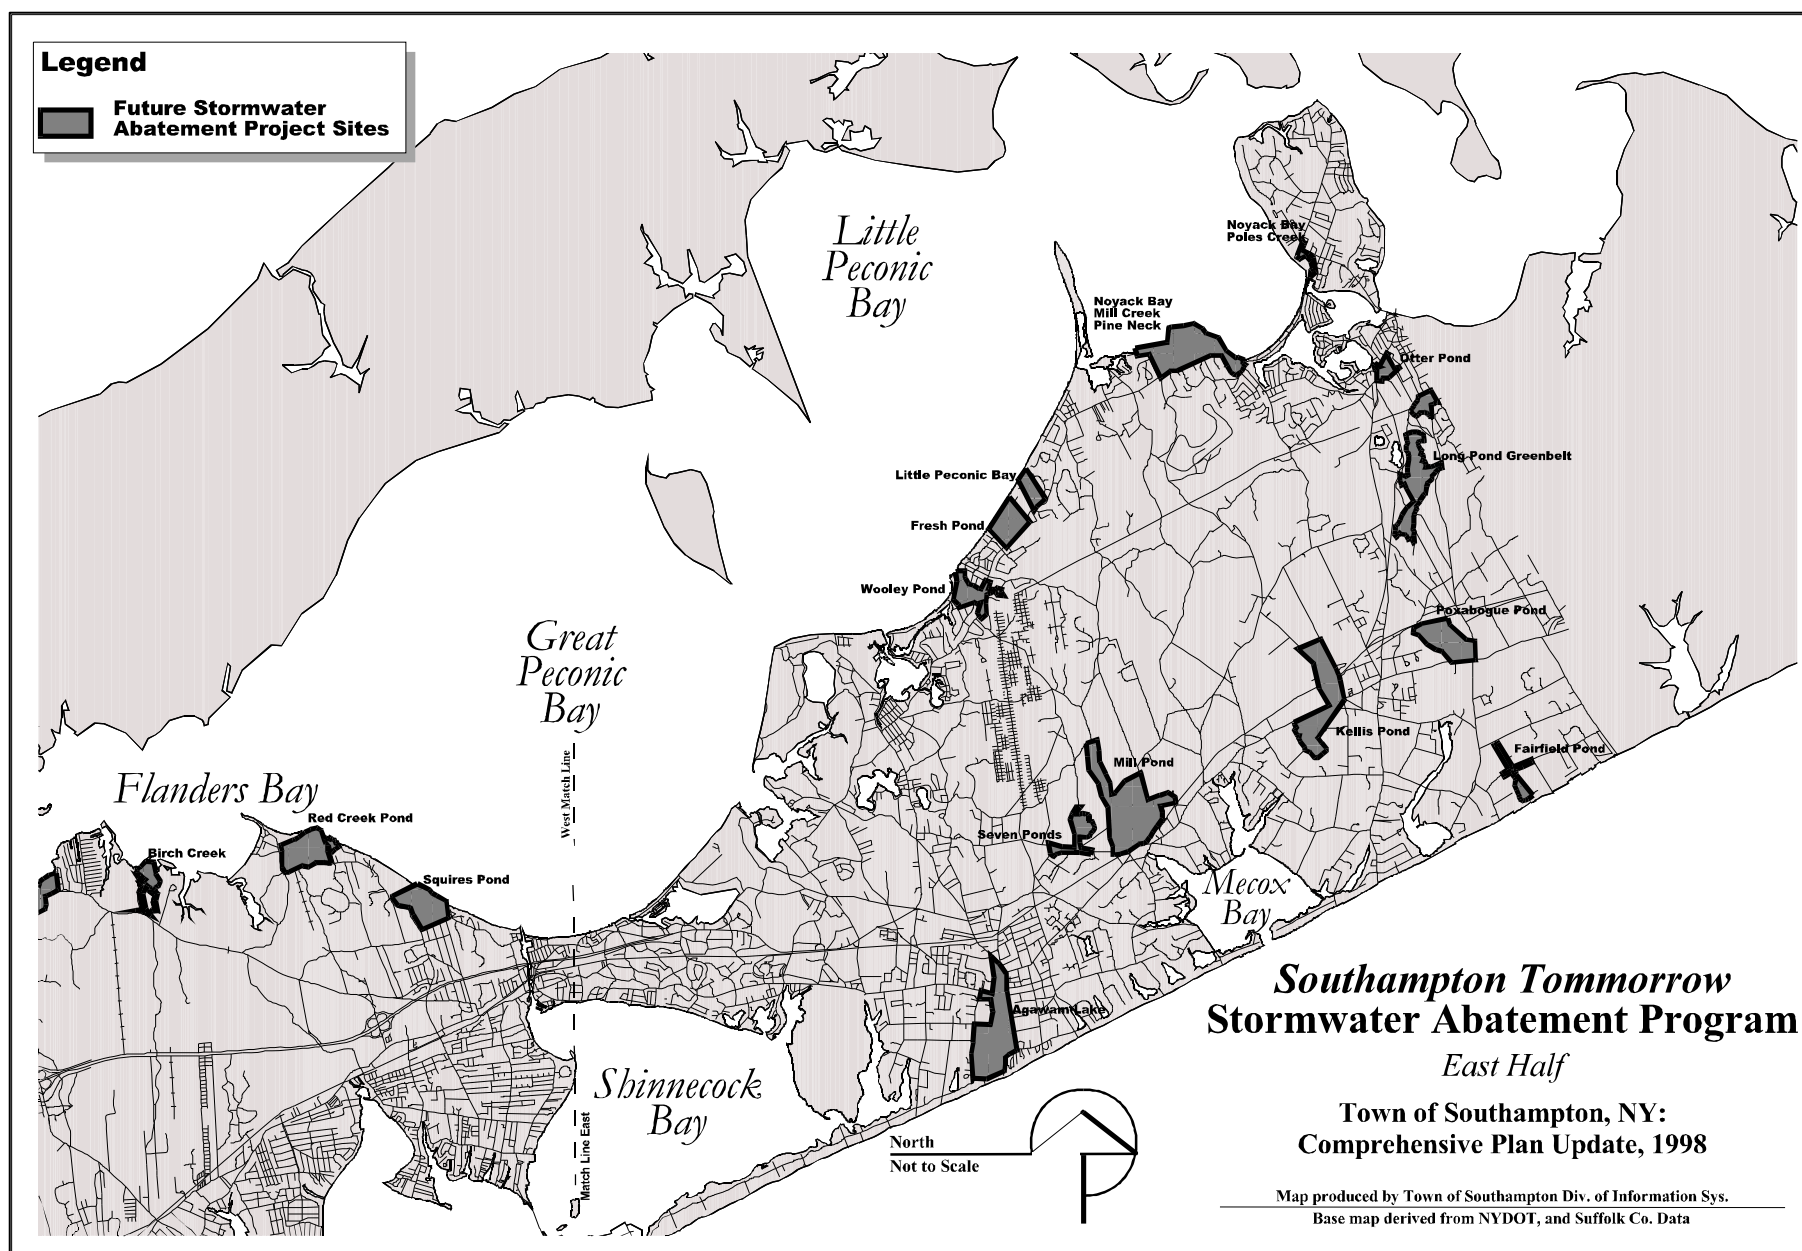 Legend
Future Stormwater
Abatement Project Sites
Little
Peconic
Bay
Noyack Bay
Poles Creek
Noyack Bay
Mill Creek
Pine Neck
Otter Pond
Long Pond Greenbelt
Little Peconic Bay
Fresh Pond
Wooley Pond
Poxabogue Pond
Great
Peconic
Bay
Kellis Pond
Fairfield Pond
Mill Pond
West Match Line
Flanders Bay
Red Creek Pond
Seven Ponds
Birch Creek
Squires Pond
Mecox
Bay
Agawam Lake
Southampton Tommorrow
Stormwater Abatement Program
East Half
Shinnecock
Bay
Match Line East
North
Not to Scale
Town of Southampton, NY:
Comprehensive Plan Update, 1998
Map produced by Town of Southampton Div. of Information Sys.
Base map derived from NYDOT, and Suffolk Co. Data